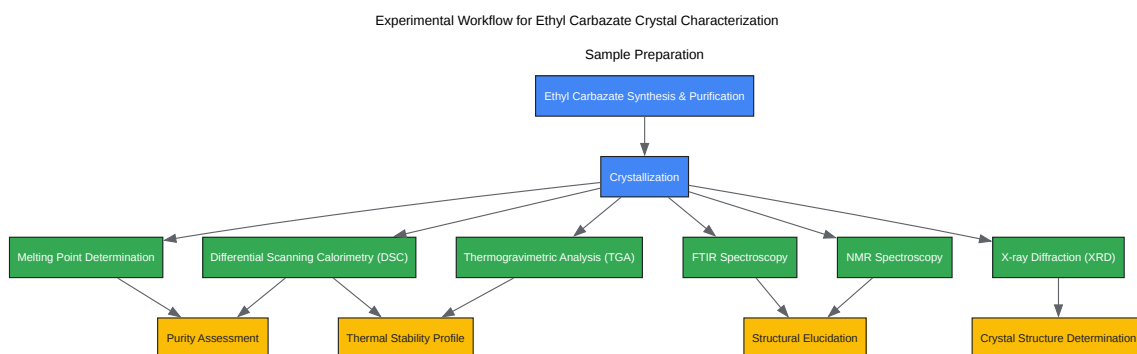 Experimental Workflow for Ethyl Carbazate Crystal Characterization
Sample Preparation
Ethyl Carbazate Synthesis & Purification
Crystallization
Melting Point Determination
Differential Scanning Calorimetry (DSC)
Thermogravimetric Analysis (TGA)
FTIR Spectroscopy
NMR Spectroscopy
X-ray Diffraction (XRD)
Purity Assessment
Thermal Stability Profile
Structural Elucidation
Crystal Structure Determination